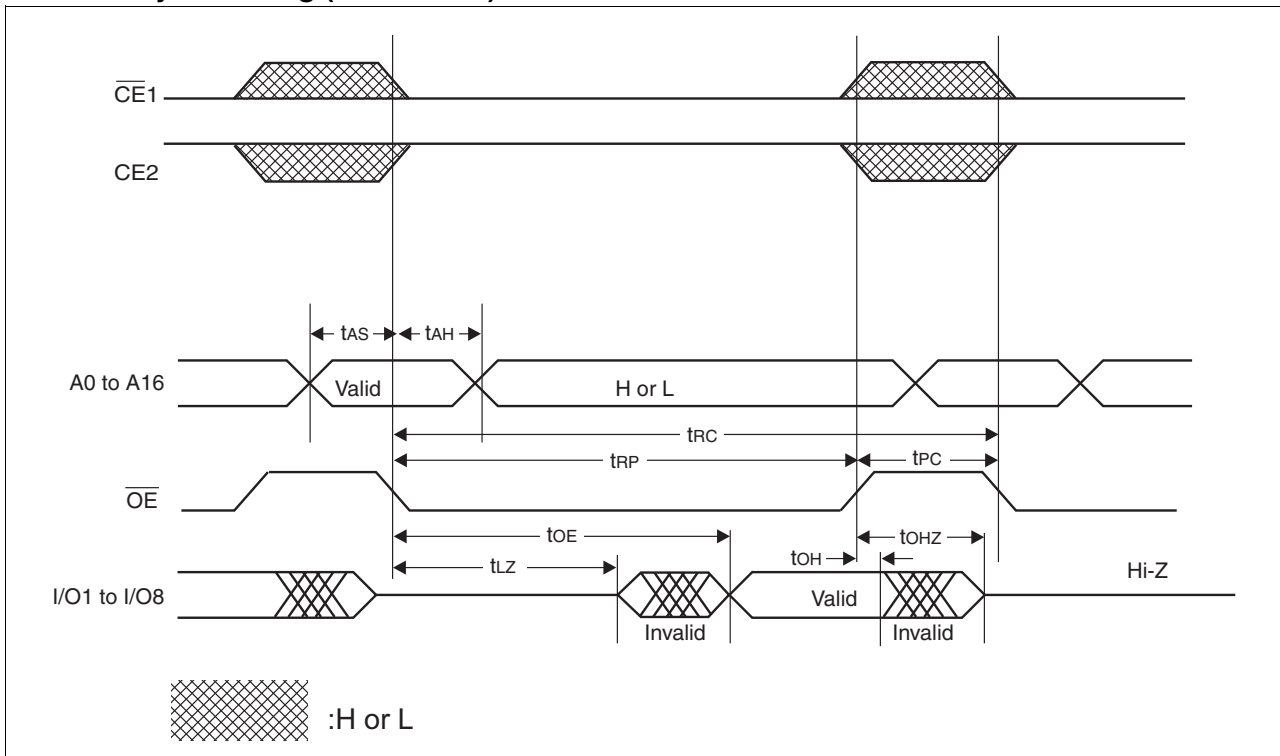 CE1
CE2
tAS
tAH
A0 to A16
Valid
H or L
tRC
tRP
tPC
OE
tOE
tOHZ
tLZ
tOH
Hi-Z
I/O1 to I/O8
Valid
Invalid
Invalid
:H or L